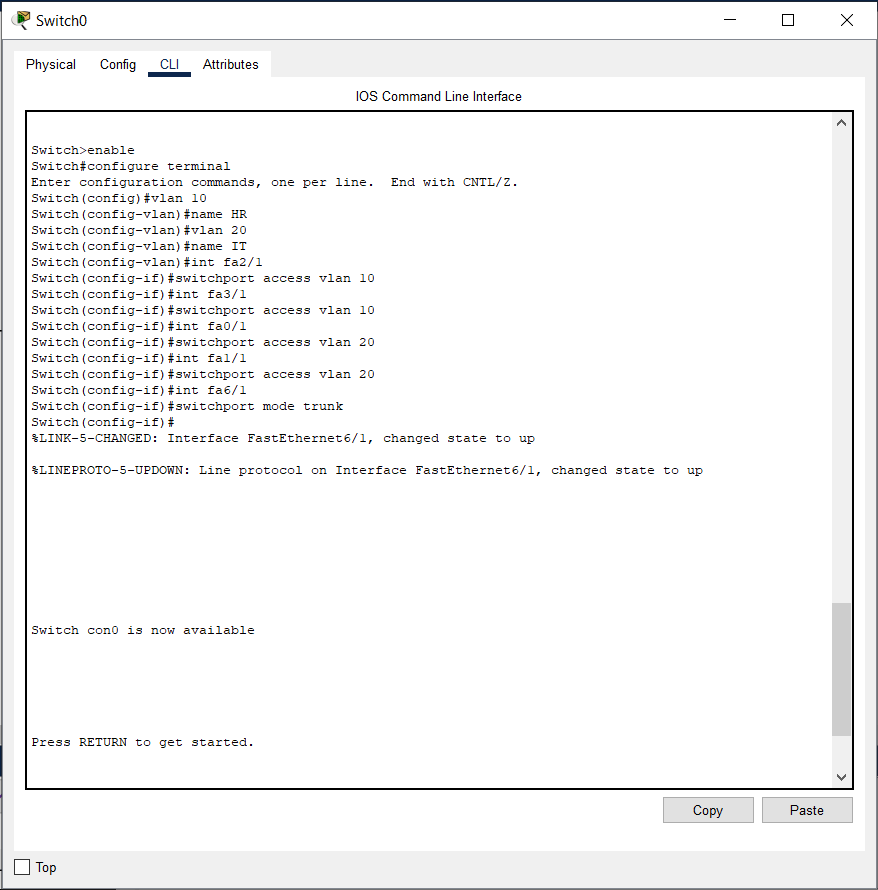 Switch0
Physical Config CLI Attributes
IOS Command Line Interface
Switch>enable
Switch#configure terminal
Enter configuration commands, one per line.  End with CNTL/Z.
Switch(config)#vlan 10
Switch(config-vlan)#name HR
Switch(config-vlan)#vlan 20
Switch(config-vlan)#name IT
Switch(config-vlan)#int fa2/1
Switch(config-if)#switchport access vlan 10
Switch(config-if)#int fa3/1
Switch(config-if)#switchport access vlan 10
Switch(config-if)#int fa0/1
Switch(config-if)#switchport access vlan 20
Switch(config-if)#int fa1/1
Switch(config-if)#switchport access vlan 20
Switch(config-if)#int fa6/1
Switch(config-if)#switchport mode trunk
Switch(config-if)#
%LINK-5-CHANGED: Interface FastEthernet6/1, changed state to up
%LINEPROTO-5-UPDOWN: Line protocol on Interface FastEthernet6/1, changed state to up
Switch con0 is now available
Press RETURN to get started.
Copy Paste
Top